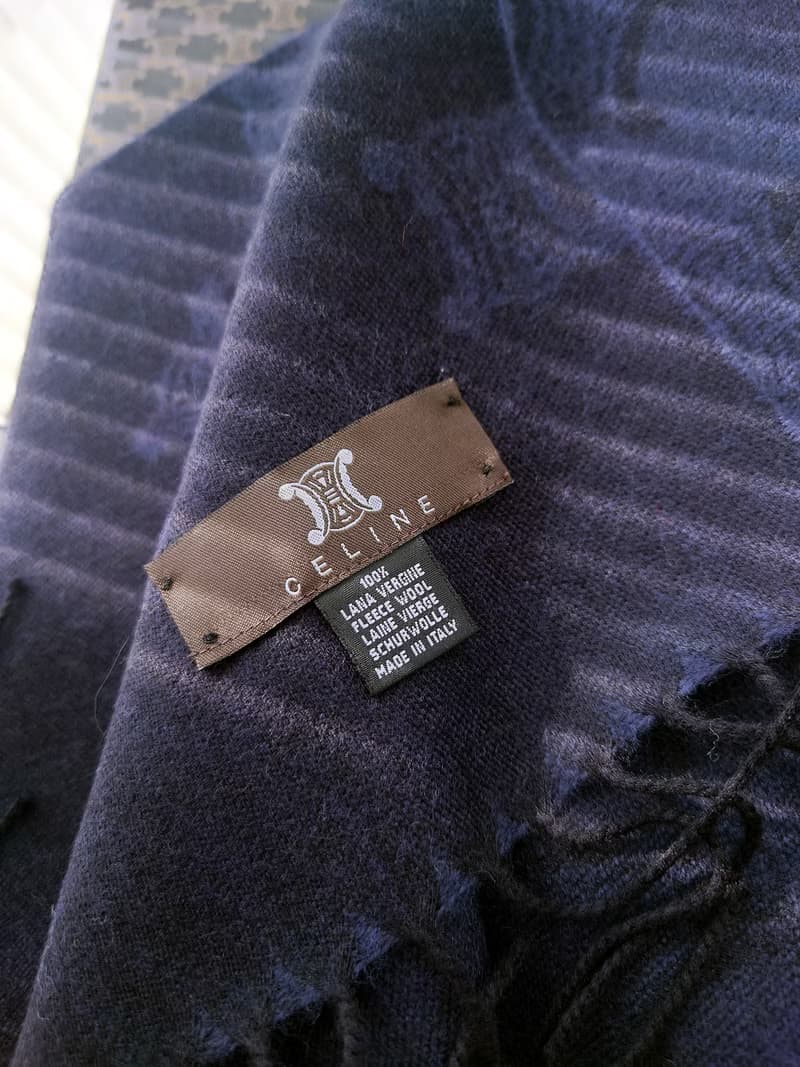 CELINE
100%
LANA VERGINE
FLEECE WOOL
LAINE VIERGE
SCHURWOLLE
MADE IN ITALY